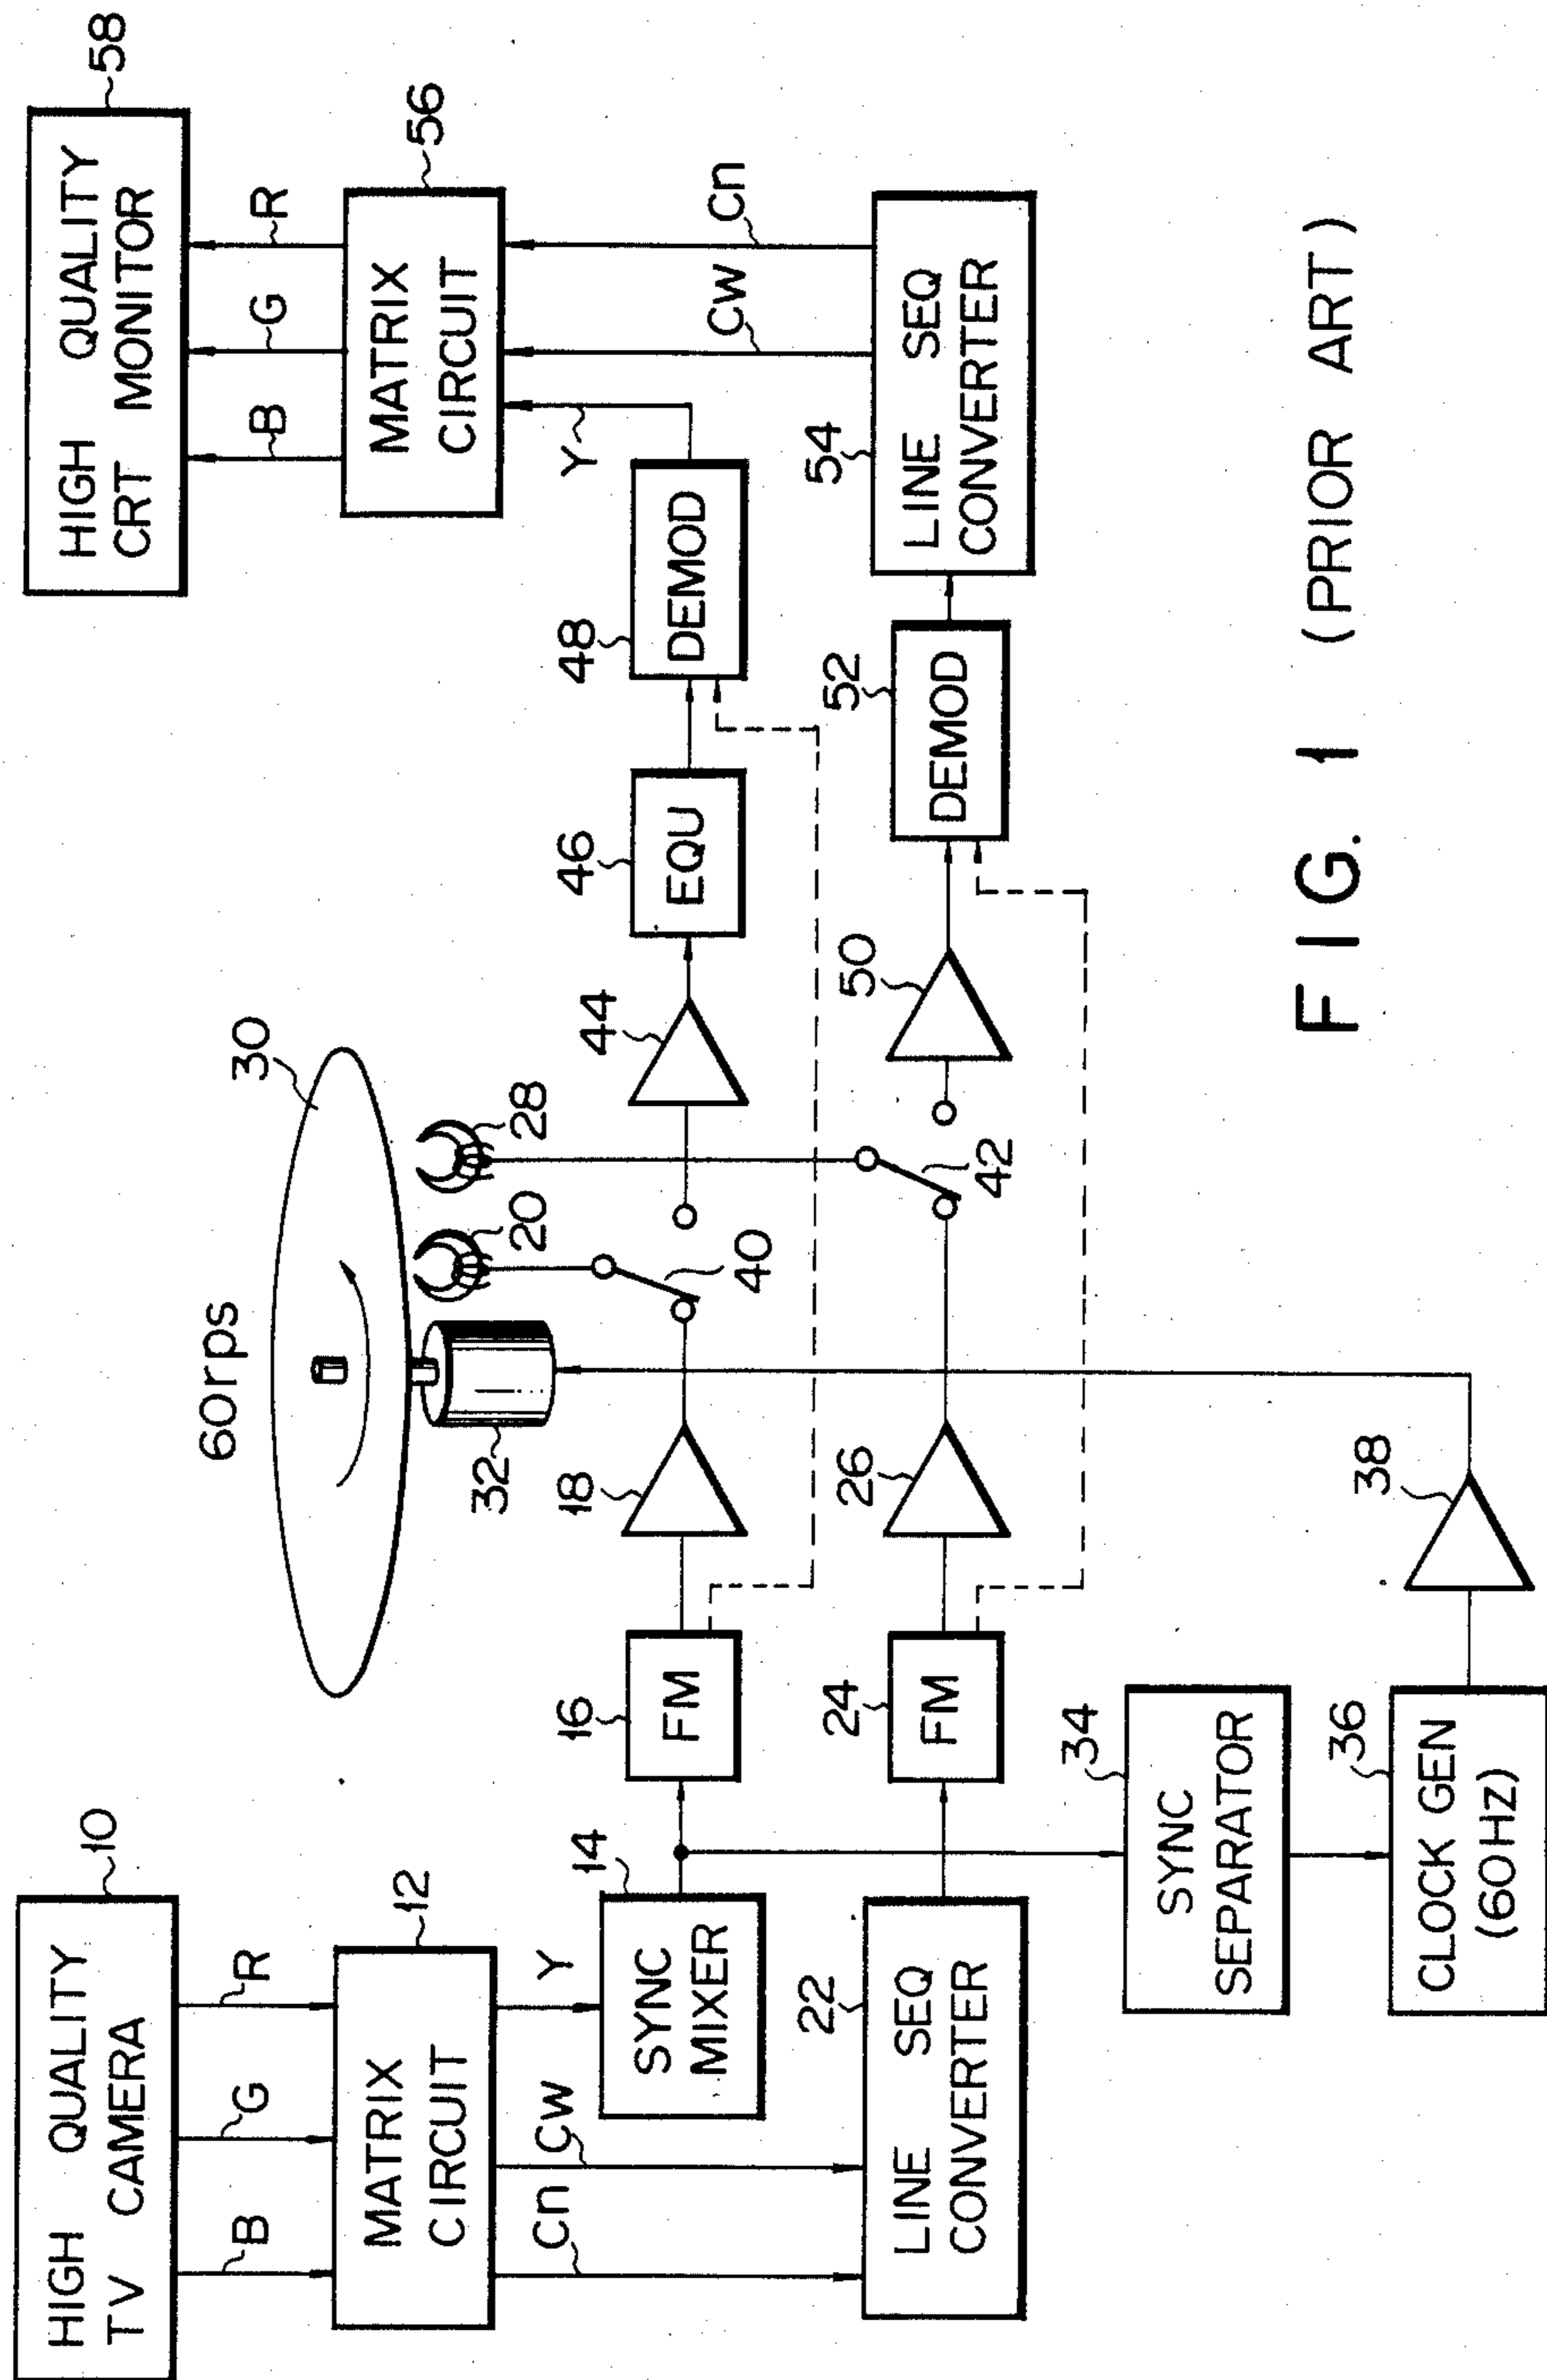 HIGH QUALITY
TV CAMERA
10
B
G
R
MATRIX
CIRCUIT
12
Cn
Cw
Y
SYNC
MIXER
14
LINE SEQ
CONVERTER
22
FM
16
FM
24
SYNC
SEPARATOR
34
CLOCK GEN
(60HZ)
36
18
26
38
60rps
30
32
20
28
40
42
44
50
EQU
46
DEMOD
48
DEMOD
52
LINE SEQ
CONVERTER
54
Y
Cw
Cn
MATRIX
CIRCUIT
56
B
G
R
HIGH QUALITY
CRT MONITOR
58
FIG. 1 (PRIOR ART)